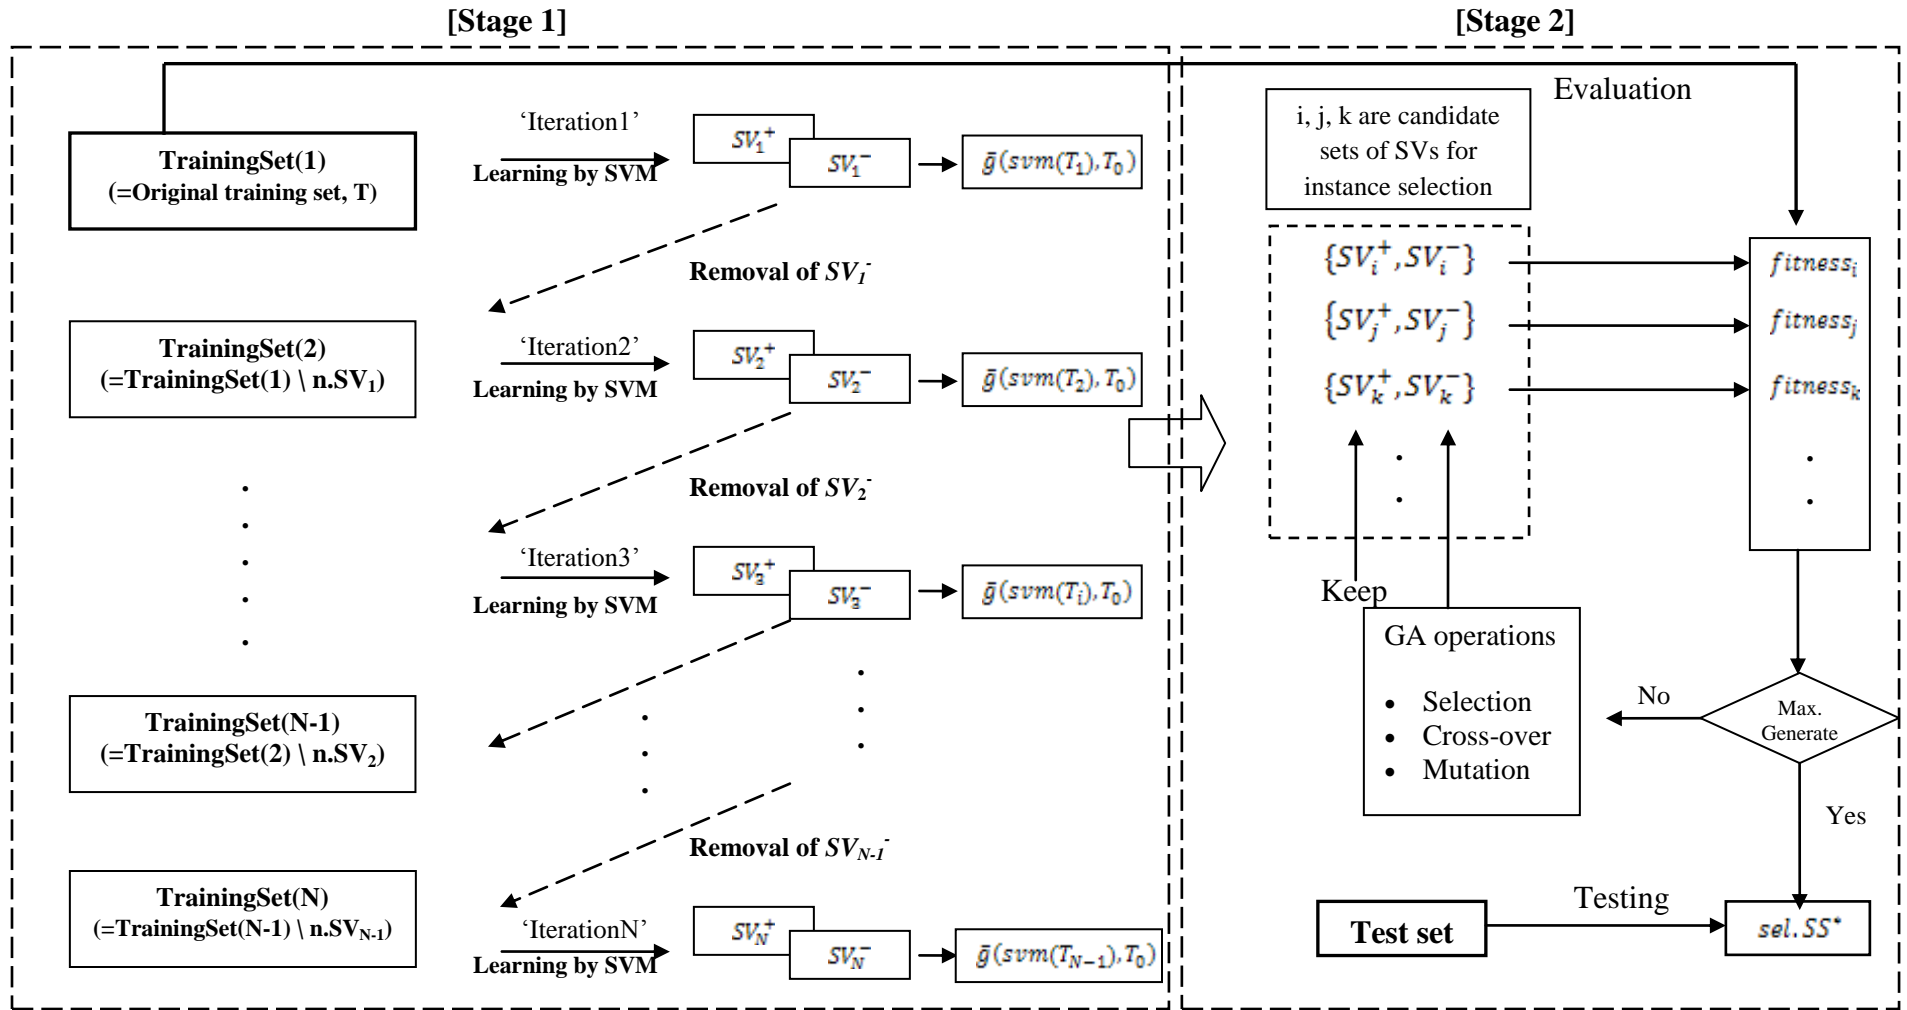 [Stage 1]
TrainingSet(1)
(=Original training set, T)
‘Iteration1’
Learning by SVM
SV₁⁺
SV₁⁻
ḡ(svm(T₁),T₀)
Removal of SV₁⁻
TrainingSet(2)
(=TrainingSet(1) \ n.SV₁)
‘Iteration2’
Learning by SVM
SV₂⁺
SV₂⁻
ḡ(svm(T₂),T₀)
Removal of SV₂⁻
‘Iteration3’
Learning by SVM
SV₃⁺
SV₃⁻
ḡ(svm(Tᵢ),T₀)
TrainingSet(N-1)
(=TrainingSet(2) \ n.SV₂)
Removal of SV_{N-1}⁻
TrainingSet(N)
(=TrainingSet(N-1) \ n.SV_{N-1})
‘IterationN’
Learning by SVM
SV_N⁺
SV_N⁻
ḡ(svm(T_{N−1}),T₀)
[Stage 2]
Evaluation
i, j, k are candidate
sets of SVs for
instance selection
{SVᵢ⁺,SVᵢ⁻}
{SVⱼ⁺,SVⱼ⁻}
{SVₖ⁺,SVₖ⁻}
fitnessᵢ
fitnessⱼ
fitnessₖ
Keep
GA operations
• Selection
• Cross-over
• Mutation
No
Max.
Generate
Yes
Test set
Testing
sel.SS*